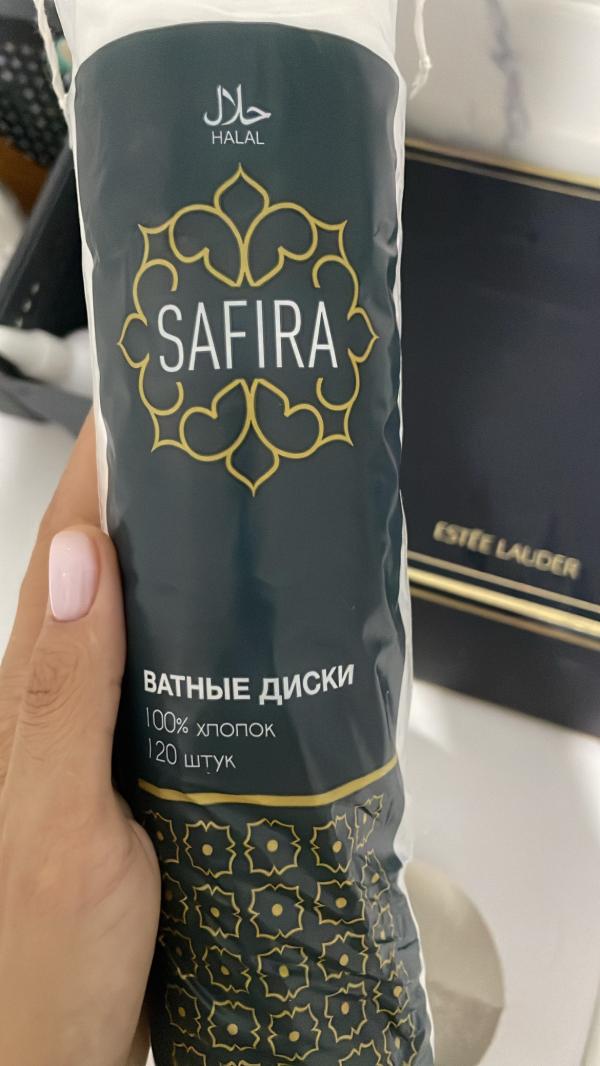 حلال
HALAL
SAFIRA
ESTĒE LAUDER
ВАТНЫЕ ДИСКИ
100% ХЛОПОК
120 ШТУК